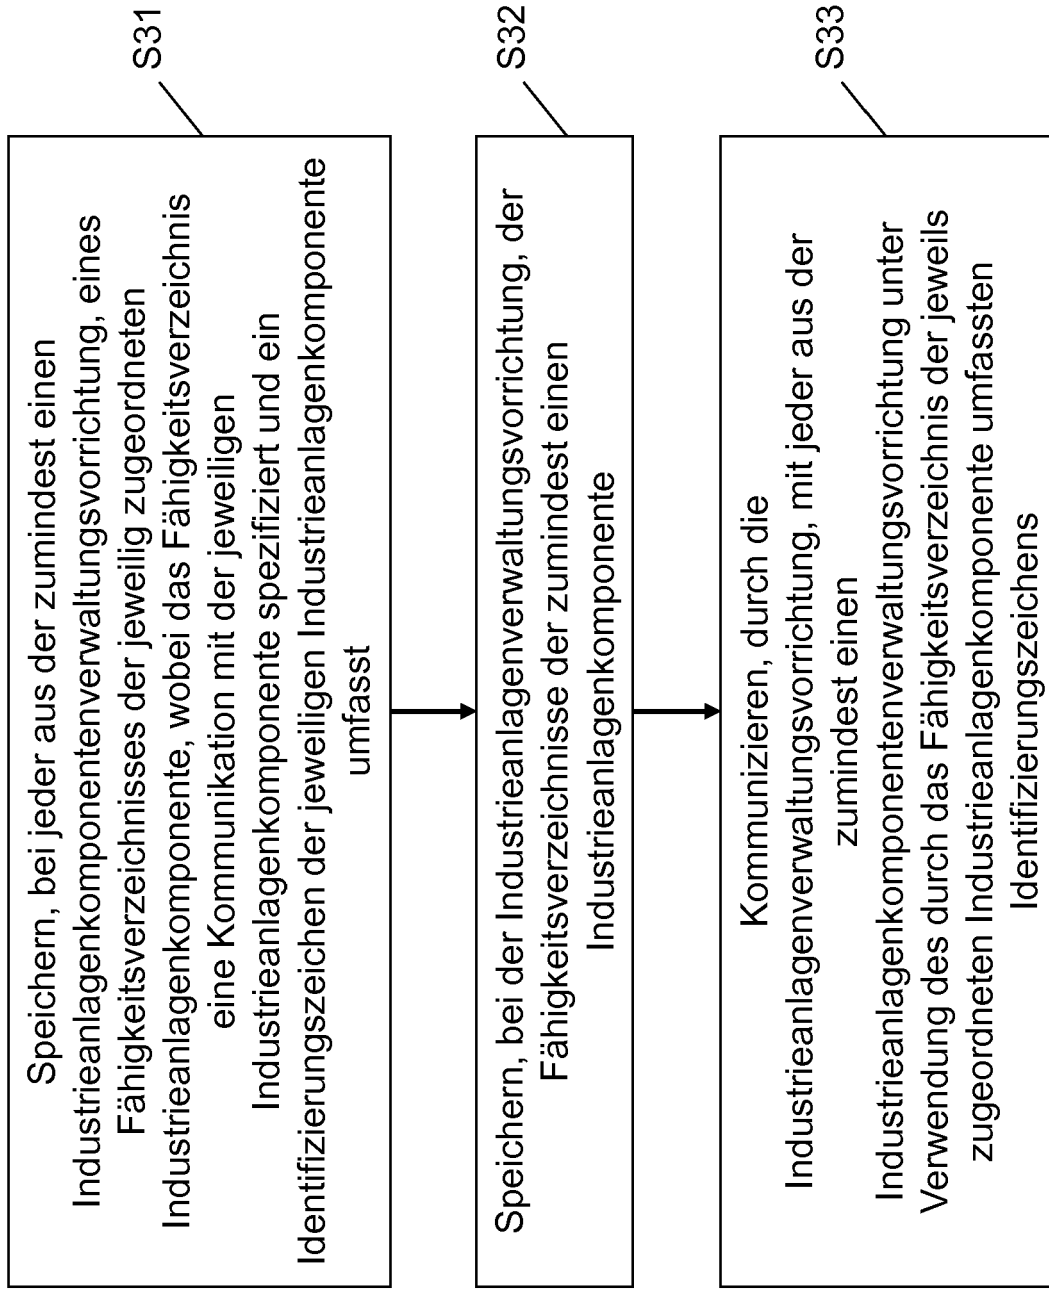 Speichern, bei jeder aus der zumindest einen
Industrieanlagenkomponentenverwaltungsvorrichtung, eines
Fähigkeitsverzeichnisses der jeweilig zugeordneten
Industrieanlagenkomponente, wobei das Fähigkeitsverzeichnis
eine Kommunikation mit der jeweiligen
Industrieanlagenkomponente spezifiziert und ein
Identifizierungszeichen der jeweiligen Industrieanlagenkomponente
umfasst
S31
Speichern, bei der Industrieanlagenverwaltungsvorrichtung, der
Fähigkeitsverzeichnisse der zumindest einen
Industrieanlagenkomponente
S32
Kommunizieren, durch die
Industrieanlagenverwaltungsvorrichtung, mit jeder aus der
zumindest einen
Industrieanlagenkomponentenverwaltungsvorrichtung unter
Verwendung des durch das Fähigkeitsverzeichnis der jeweils
zugeordneten Industrieanlagenkomponente umfassten
Identifizierungszeichens
S33